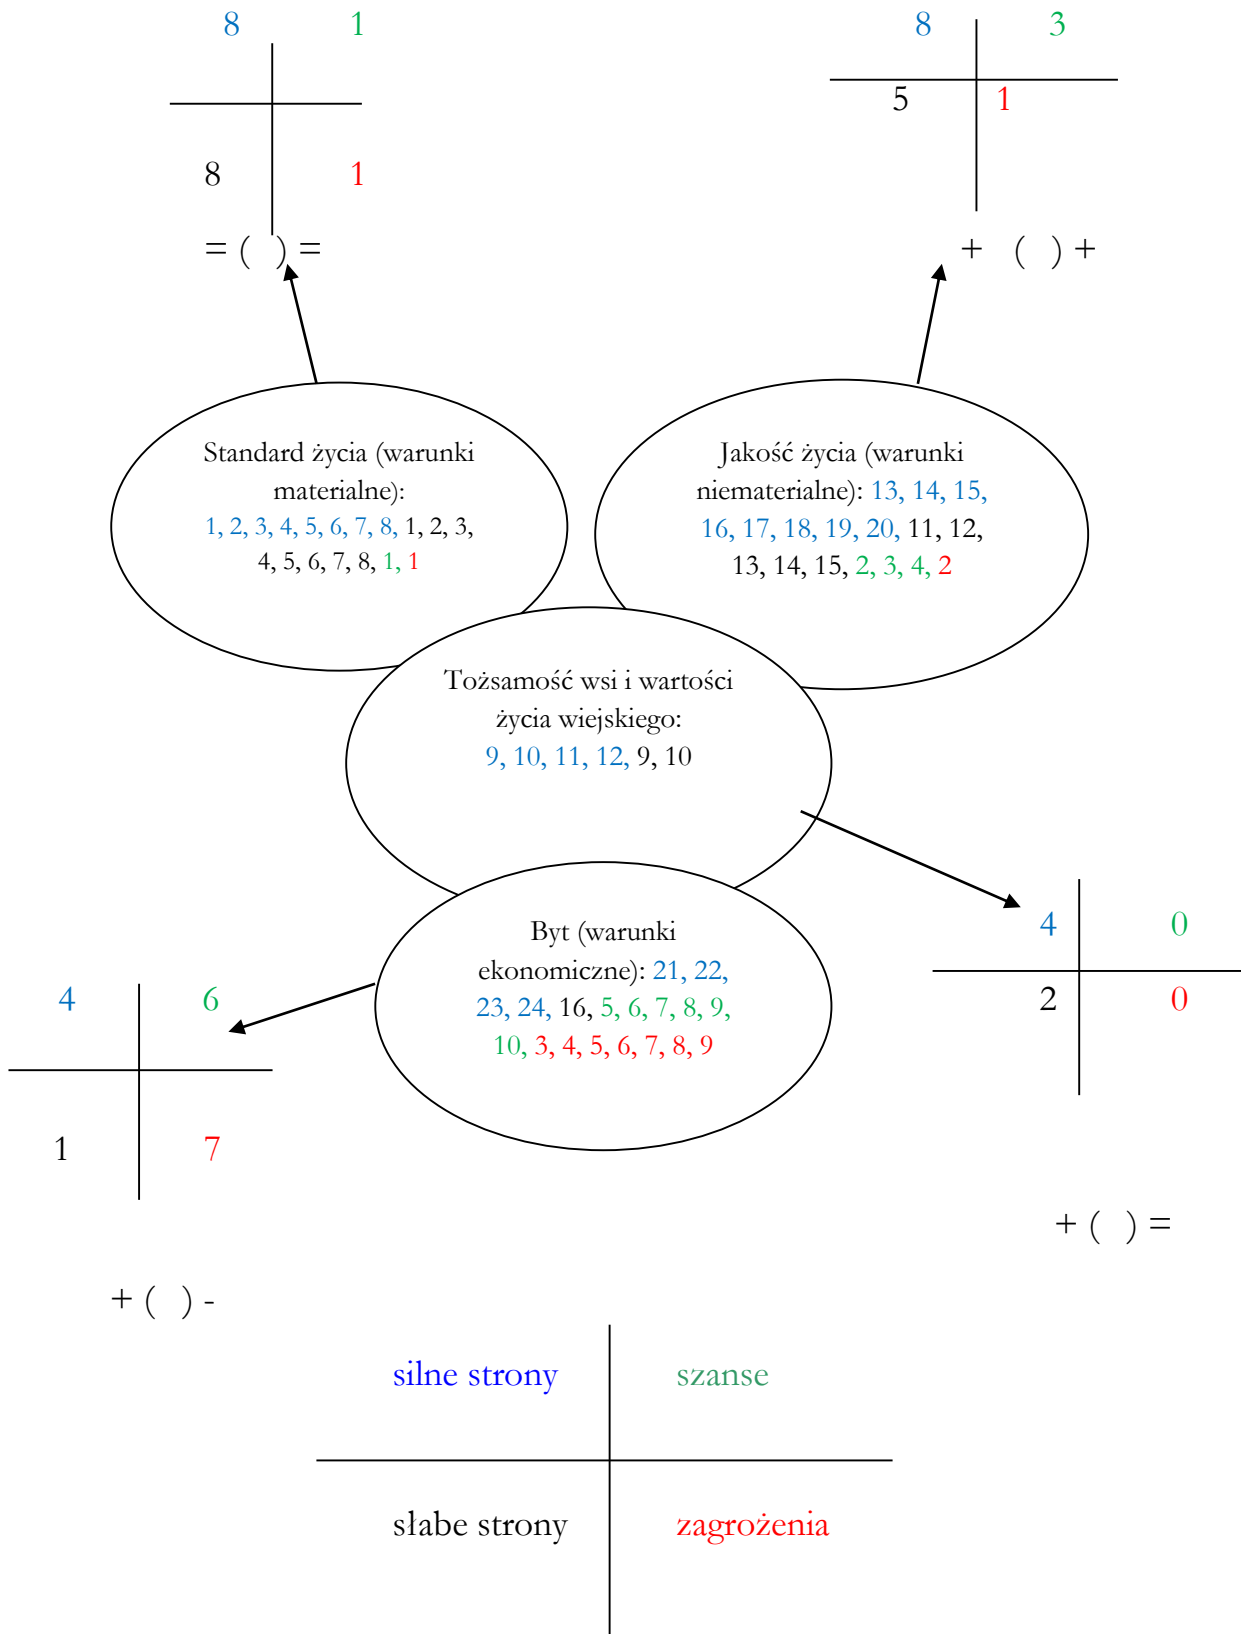 8 1
8 1
= ( ) =
8 3
5 1
+ ( ) +
Standard życia (warunki
materialne):
1, 2, 3, 4, 5, 6, 7, 8, 1, 2, 3,
4, 5, 6, 7, 8, 1, 1
Jakość życia (warunki
niematerialne): 13, 14, 15,
16, 17, 18, 19, 20, 11, 12,
13, 14, 15, 2, 3, 4, 2
Tożsamość wsi i wartości
życia wiejskiego:
9, 10, 11, 12, 9, 10
Byt (warunki
ekonomiczne): 21, 22,
23, 24, 16, 5, 6, 7, 8, 9,
10, 3, 4, 5, 6, 7, 8, 9
4 0
2 0
+ ( ) =
4 6
1 7
+ ( ) -
silne strony szanse
słabe strony zagrożenia